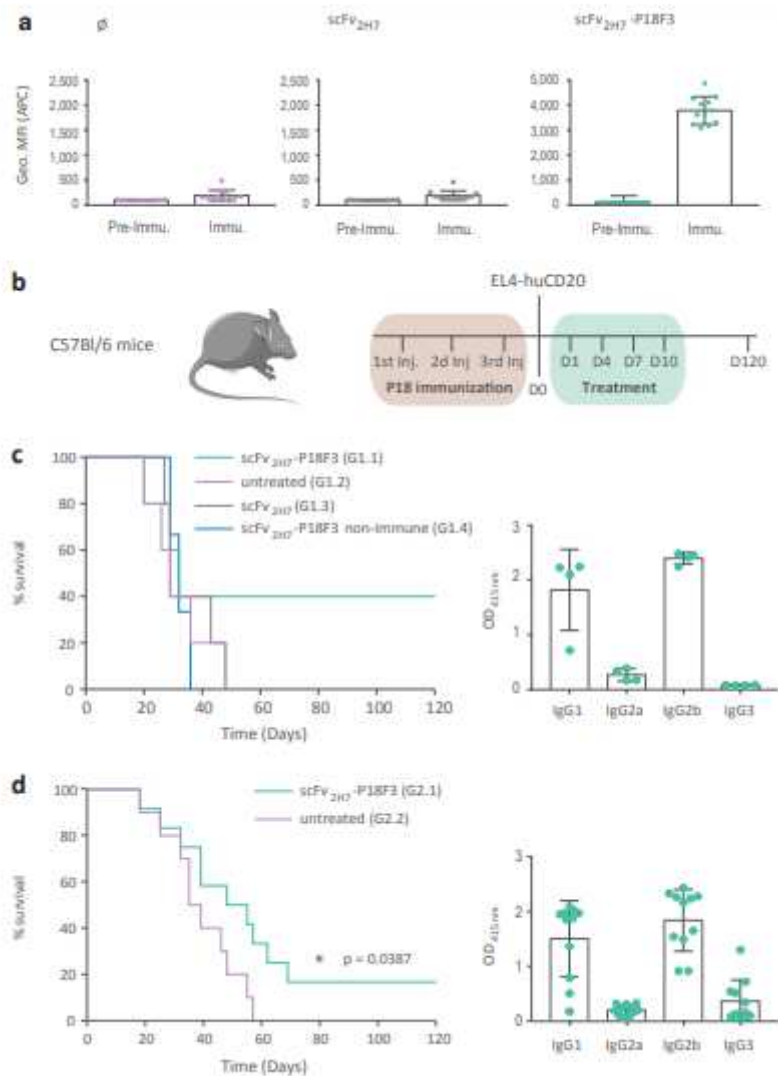 a
ø
scFv2H7
scFv2H7 -P18F3
Geo. MFI (APC)
2,500
2,000
1,500
1,000
500
0
Pre-Immu.
Immu.
2,500
2,000
1,500
1,000
500
0
Pre-Immu.
Immu.
5,000
4,000
3,000
2,000
1,000
0
Pre-Immu.
Immu.
b
EL4-huCD20
C57Bl/6 mice
1st Inj. 2d Inj 3rd Inj
P18 immunization
D0
D1 D4 D7 D10
Treatment
D120
c
scFv2H7-P18F3 (G1.1)
untreated (G1.2)
scFv2H7 (G1.3)
scFv2H7-P18F3 non-immune (G1.4)
% survival
100
80
60
40
20
0
0 20 40 60 80 100 120
Time (Days)
OD415nm
3
2
1
0
IgG1 IgG2a IgG2b IgG3
d
scFv2H7-P18F3 (G2.1)
untreated (G2.2)
% survival
100
80
60
40
20
0
* p = 0.0387
0 20 40 60 80 100 120
Time (Days)
OD415nm
3
2
1
0
IgG1 IgG2a IgG2b IgG3